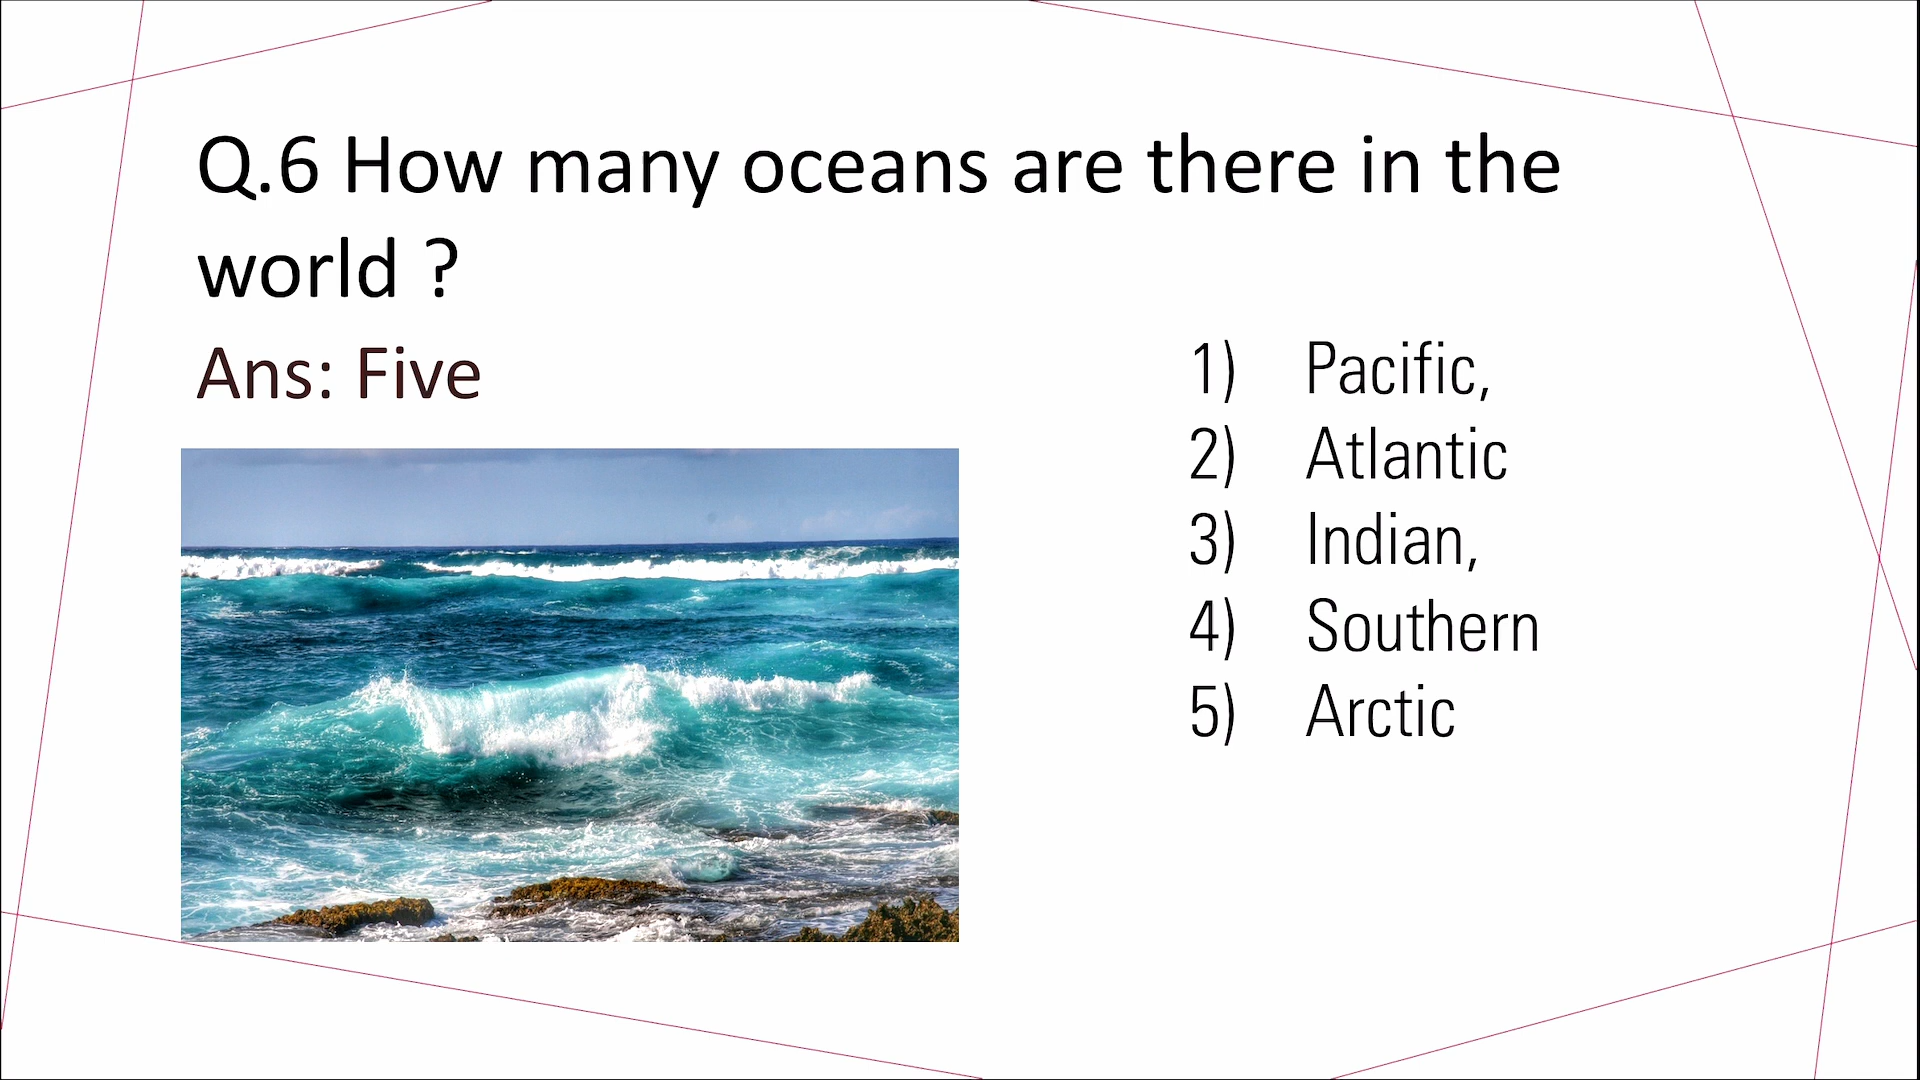 Q.6 How many oceans are there in the
world ?
Ans: Five
1) Pacific,
2) Atlantic
3) Indian,
4) Southern
5) Arctic